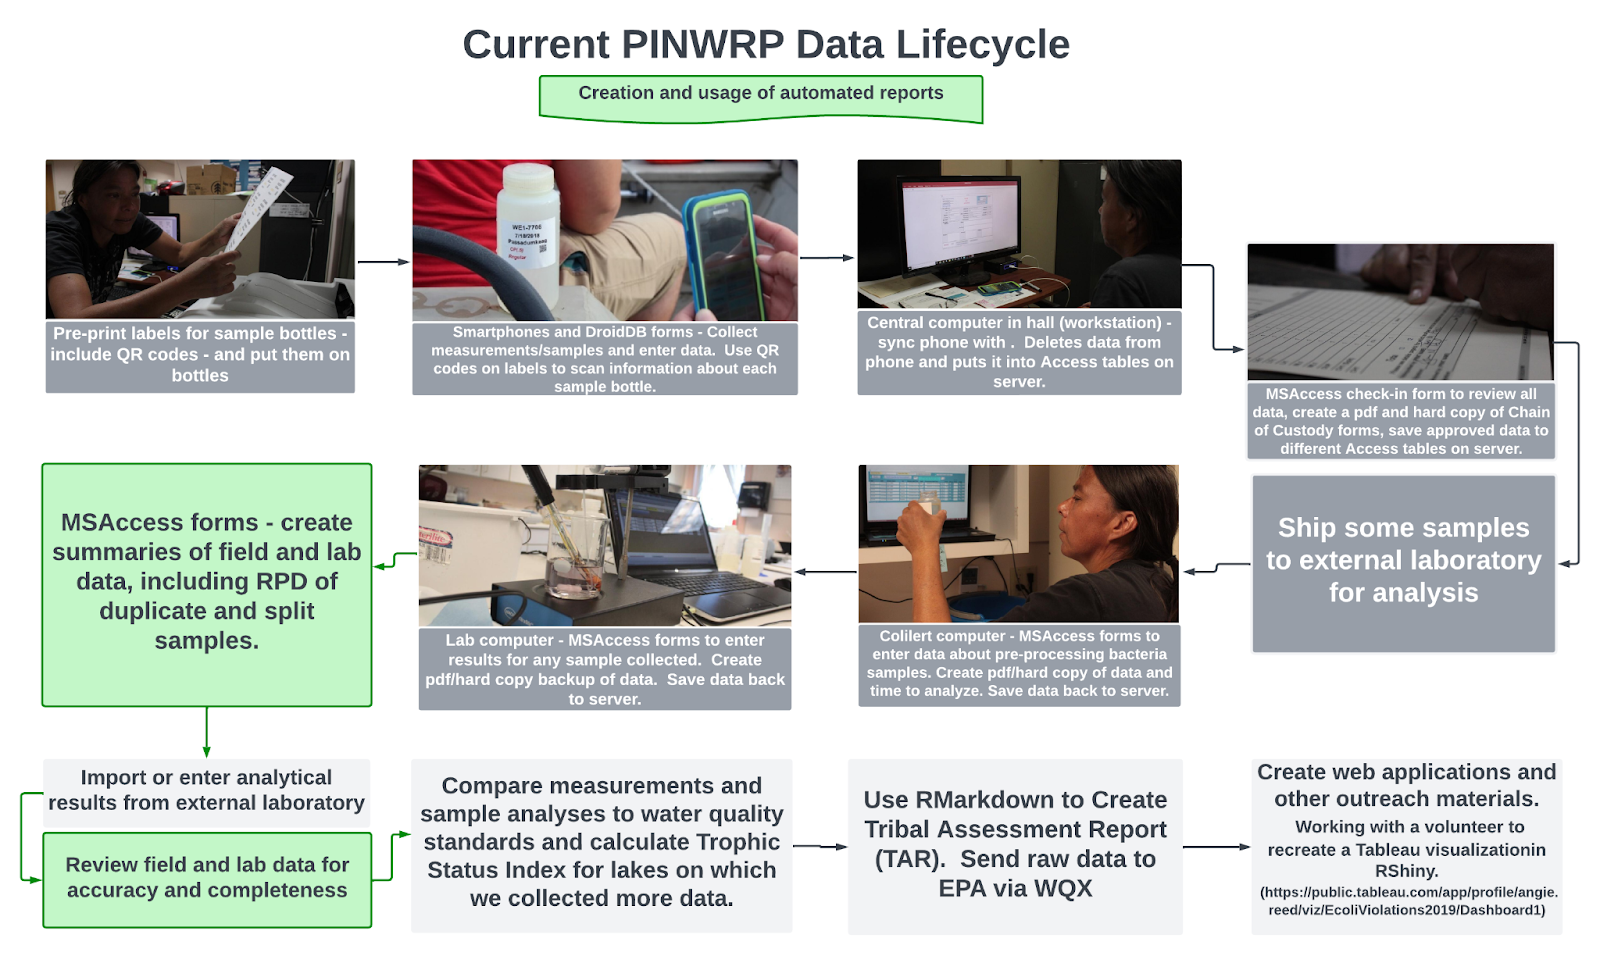 Current PINWRP Data Lifecycle
Creation and usage of automated reports
WE1-7706
7/19/2016
Passadumkeag
Pre-print labels for sample bottles -
include QR codes - and put them on
bottles
Smartphones and DroidDB forms - Collect
measurements/samples and enter data. Use QR
codes on labels to scan information about each
sample bottle.
Central computer in hall (workstation) -
sync phone with . Deletes data from
phone and puts it into Access tables on
server.
MSAccess check-in form to review all
data, create a pdf and hard copy of Chain
of Custody forms, save approved data to
different Access tables on server.
Ship some samples
to external laboratory
for analysis
Colilert computer - MSAccess forms to
enter data about pre-processing bacteria
samples. Create pdf/hard copy of data and
time to analyze. Save data back to server.
Lab computer - MSAccess forms to enter
results for any sample collected. Create
pdf/hard copy backup of data. Save data back
to server.
MSAccess forms - create
summaries of field and lab
data, including RPD of
duplicate and split
samples.
Import or enter analytical
results from external laboratory
Review field and lab data for
accuracy and completeness
Compare measurements and
sample analyses to water quality
standards and calculate Trophic
Status Index for lakes on which
we collected more data.
Use RMarkdown to Create
Tribal Assessment Report
(TAR). Send raw data to
EPA via WQX
Create web applications and
other outreach materials.
Working with a volunteer to
recreate a Tableau visualizationin
RShiny.
(https://public.tableau.com/app/profile/angie.
reed/viz/EcoliViolations2019/Dashboard1)